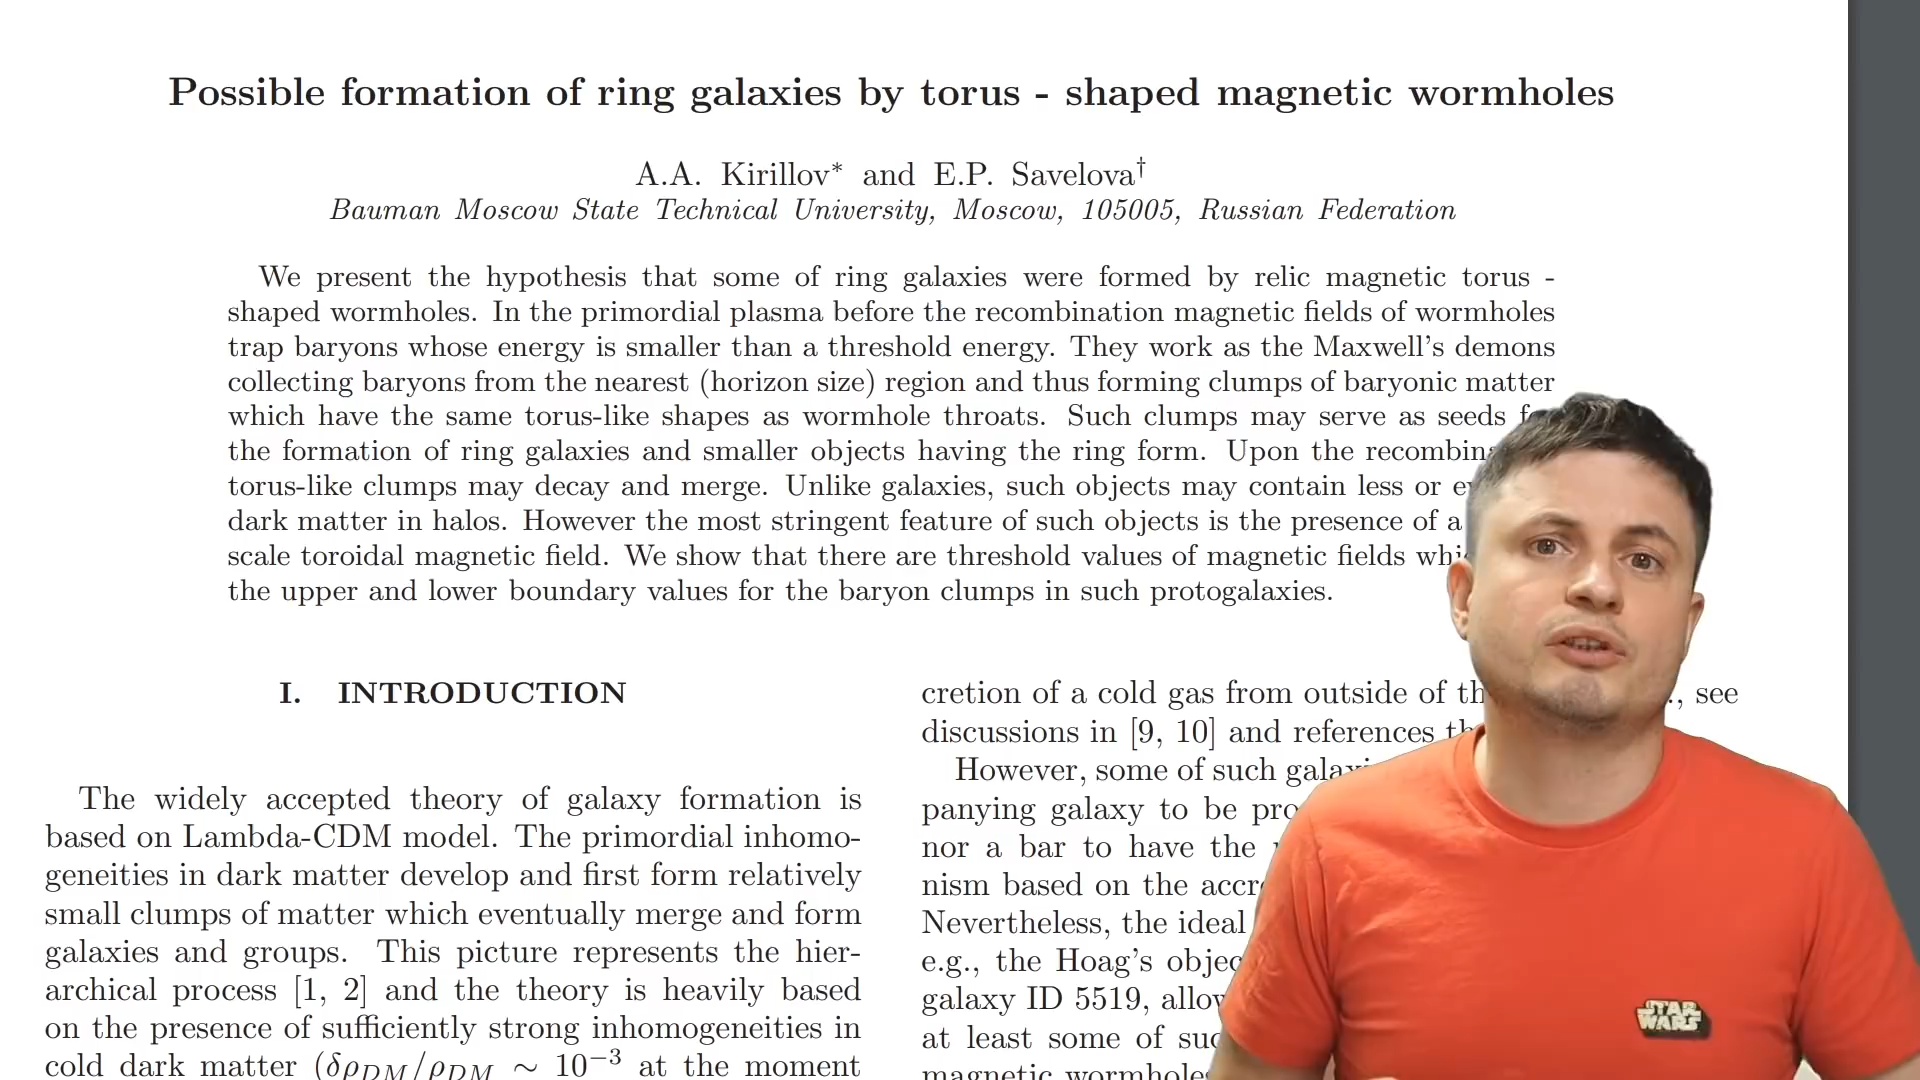 Possible formation of ring galaxies by torus - shaped magnetic wormholes
A.A. Kirillov* and E.P. Savelova†
Bauman Moscow State Technical University, Moscow, 105005, Russian Federation
We present the hypothesis that some of ring galaxies were formed by relic magnetic torus -
shaped wormholes. In the primordial plasma before the recombination magnetic fields of wormholes
trap baryons whose energy is smaller than a threshold energy. They work as the Maxwell's demons
collecting baryons from the nearest (horizon size) region and thus forming clumps of baryonic matter
which have the same torus-like shapes as wormhole throats. Such clumps may serve as seeds
the formation of ring galaxies and smaller objects having the ring form. Upon the
torus-like clumps may decay and merge. Unlike galaxies, such objects may contain less or
dark matter in halos. However the most stringent feature of such objects is the presence of a
scale toroidal magnetic field. We show that there are threshold values of magnetic fields
the upper and lower boundary values for the baryon clumps in such protogalaxies.
I. INTRODUCTION
The widely accepted theory of galaxy formation is
based on Lambda-CDM model. The primordial inhomo-
geneities in dark matter develop and first form relatively
small clumps of matter which eventually merge and form
galaxies and groups. This picture represents the hier-
archical process [1, 2] and the theory is heavily based
on the presence of sufficiently strong inhomogeneities in
cold dark matter (δρDM/ρDM ∼ 10⁻³ at the moment
cretion of a cold gas from outside of ., see
discussions in [9, 10] and references
However, some of such
panying galaxy to be
nor a bar to have the
nism based on the
Nevertheless, the ideal
e.g., the Hoag's
galaxy ID 5519,
at least some of
magnetic
STAR
WARS